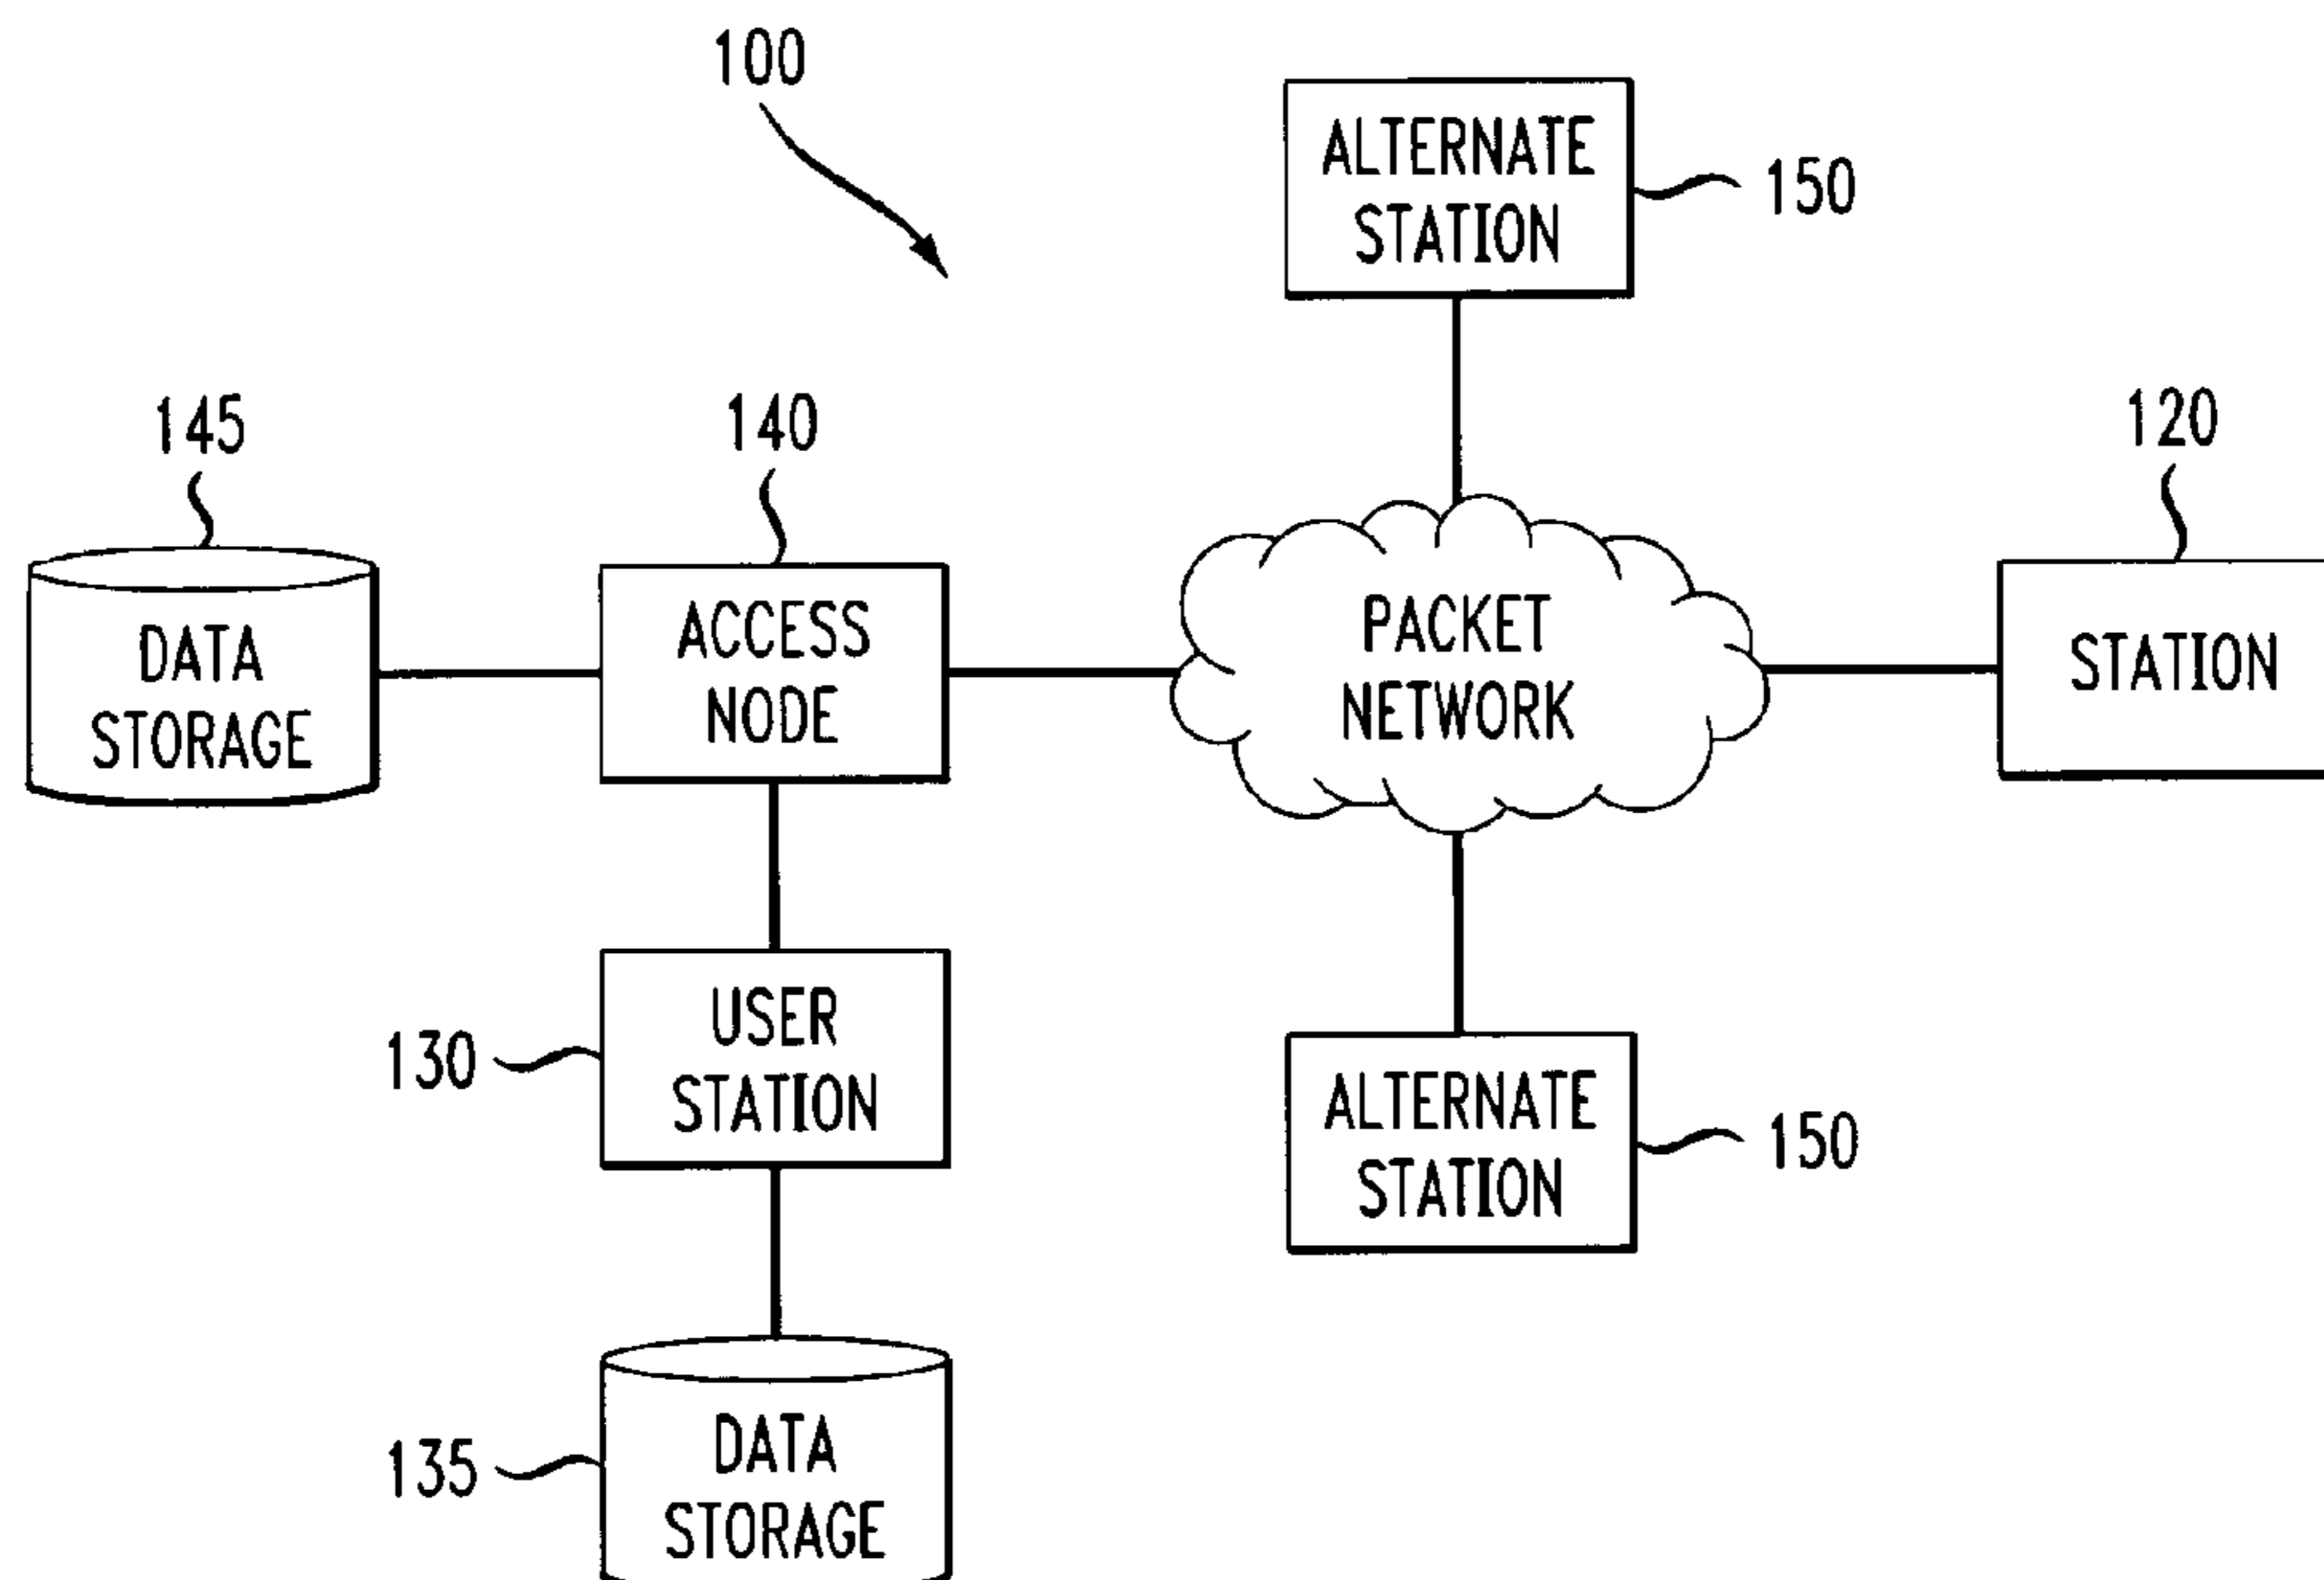 100
ALTERNATE
STATION
150
145
140
120
DATA
STORAGE
ACCESS
NODE
PACKET
NETWORK
STATION
USER
STATION
130
ALTERNATE
STATION
150
DATA
STORAGE
135